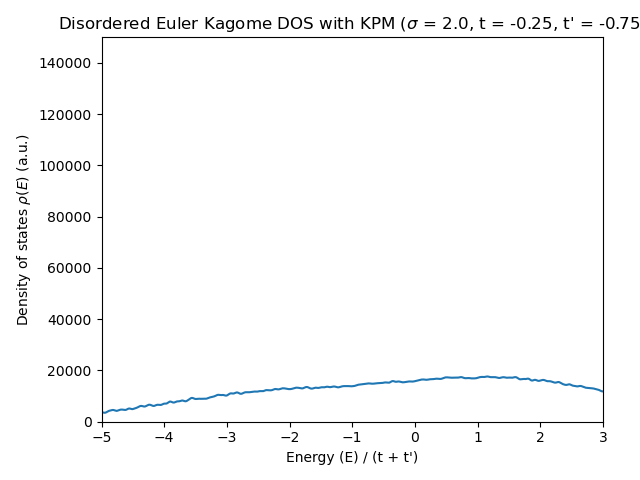 Disordered Euler Kagome DOS with KPM (σ = 2.0, t = -0.25, t' = -0.75
140000
120000
100000
80000
60000
40000
20000
0
Density of states ρ(E) (a.u.)
−5 −4 −3 −2 −1 0 1 2 3
Energy (E) / (t + t')